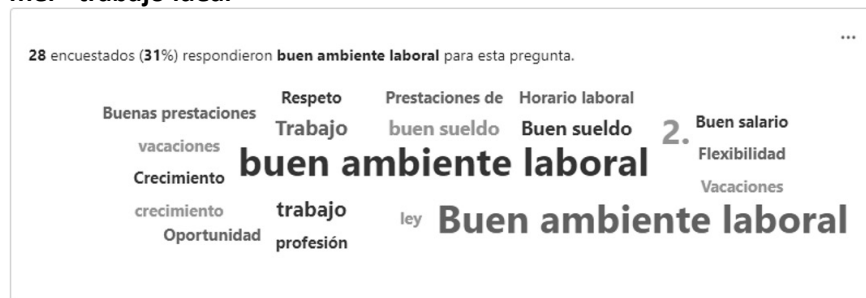 ...
28 encuestados (31%) respondieron buen ambiente laboral para esta pregunta.
Respeto Prestaciones de Horario laboral
Buenas prestaciones
Trabajo buen sueldo Buen sueldo 2. Buen salario
vacaciones
buen ambiente laboral Flexibilidad
Crecimiento
Vacaciones
crecimiento trabajo ley Buen ambiente laboral
Oportunidad
profesión